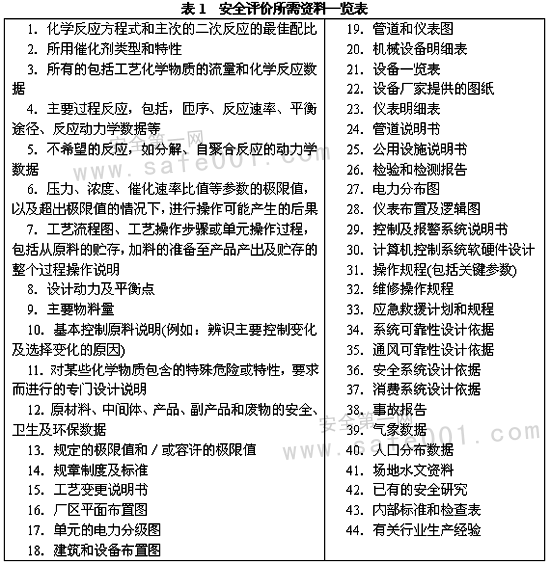 表 1　安全评价所需资料一览表
1．化学反应方程式和主次的二次反应的最佳配比
2．所用催化剂类型和特性
3．所有的包括工艺化学物质的流量和化学反应数
据
4．主要过程反应，包括，顺序、反应速率、平衡
途径、反应动力学数据等
5．不希望的反应，如分解、自聚合反应的动力学
数据
6．压力、浓度、催化速率比值等参数的极限值，
以及超出极限值的情况下，进行操作可能产生的后果
7．工艺流程图、工艺操作步骤或单元操作过程，
包括从原料的贮存，加料的准备至产品产出及贮存的
整个过程操作说明
8．设计动力及平衡点
9．主要物料量
10．基本控制原料说明(例如：辨识主要控制变化
及选择变化的原因)
11．对某些化学物质包含的特殊危险或特性，要求
而进行的专门设计说明
12．原材料、中间体、产品、副产品和废物的安全、
卫生及环保数据
13．规定的极限值和／或容许的极限值
14．规章制度及标准
15．工艺变更说明书
16．厂区平面布置图
17．单元的电力分级图
18．建筑和设备布置图
19．管道和仪表图
20．机械设备明细表
21．设备一览表
22．设备厂家提供的图纸
23．仪表明细表
24．管道说明书
25．公用设施说明书
26．检验和检测报告
27．电力分布图
28．仪表布置及逻辑图
29．控制及报警系统说明书
30．计算机控制系统软硬件设计
31．操作规程(包括关键参数)
32．维修操作规程
33．应急救援计划和规程
34．系统可靠性设计依据
35．通风可靠性设计依据
36．安全系统设计依据
37．消费系统设计依据
38．事故报告
39．气象数据
40．人口分布数据
41．场地水文资料
42．已有的安全研究
43．内部标准和检查表
44．有关行业生产经验
安全第一网
www.safe001.com
安全第一网
www.safe001.com